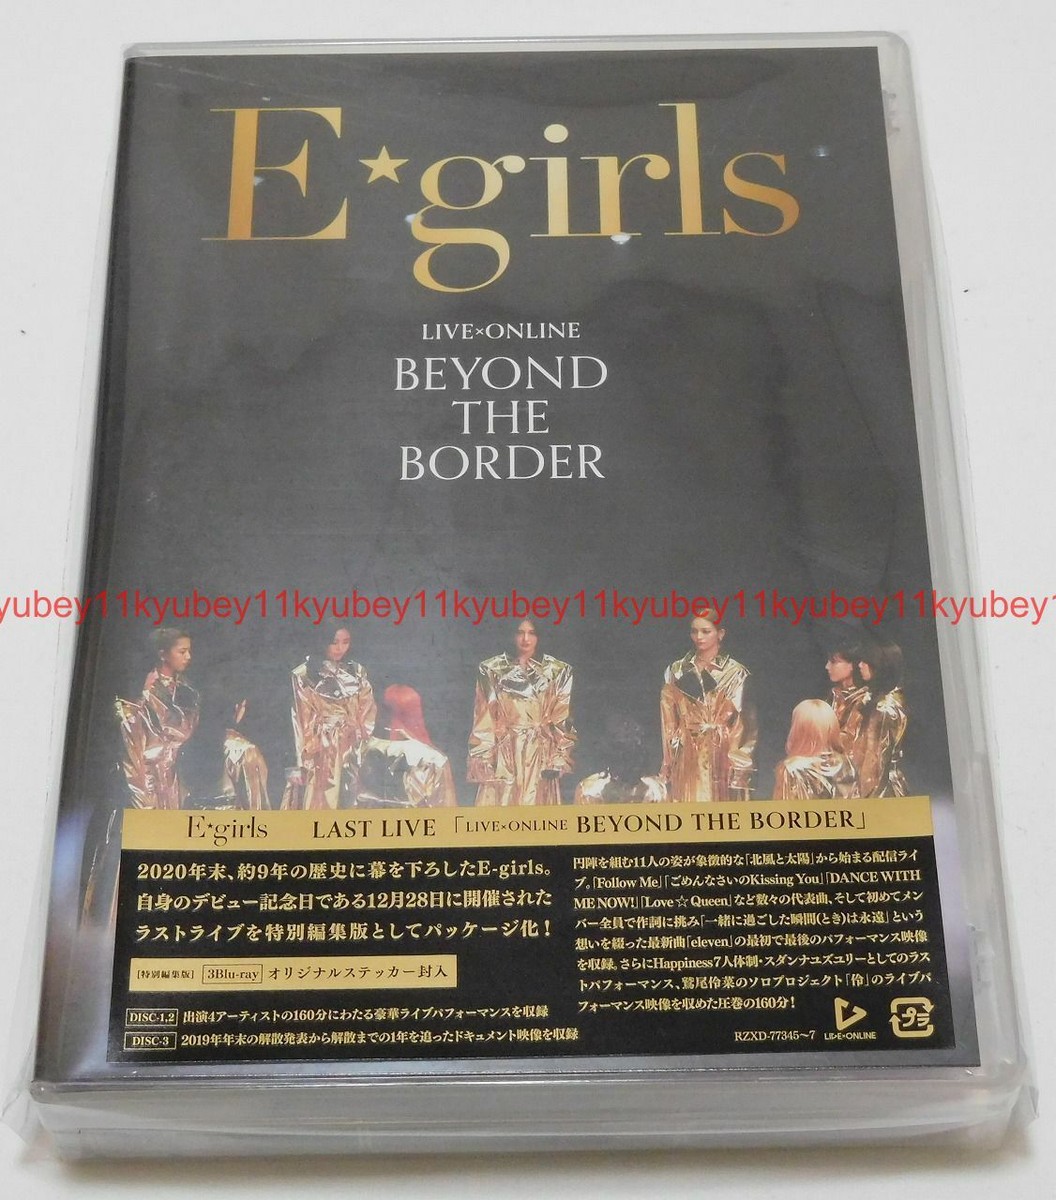 E★girls
LIVE×ONLINE
BEYOND
THE
BORDER
yubey11kyubey11kyubey11kyubey11kyubey11kyubey11kyubey1
E★girls LAST LIVE「LIVE×ONLINE BEYOND THE BORDER」
2020年末、約9年の歴史に幕を下ろしたE-girls。
自身のデビュー記念日である12月28日に開催された
ラストライブを特別編集版としてパッケージ化！
[特別編集版] 3Blu-ray オリジナルステッカー封入
DISC-1,2 出演4アーティストの160分にわたる豪華ライブパフォーマンスを収録
DISC-3 2019年年末の解散発表から解散までの1年を追ったドキュメント映像を収録
円陣を組む11人の姿が象徴的な「北風と太陽」から始まる配信ライ
ブ。「Follow Me」「ごめんなさいのKissing You」「DANCE WITH
ME NOW!」「Love☆Queen」など数々の代表曲、そして初めてメン
バー全員で作詞に挑み「一緒に過ごした瞬間(とき)は永遠」という
想いを綴った最新曲「eleven」の最初で最後のパフォーマンス映像
を収録。さらにHappiness7人体制・スダンナユズユリーとしてのラス
トパフォーマンス、鷲尾伶菜のソロプロジェクト「伶」のライブパ
フォーマンス映像を収めた圧巻の160分！
RZXD-77345〜7
LIVE×ONLINE
プラ